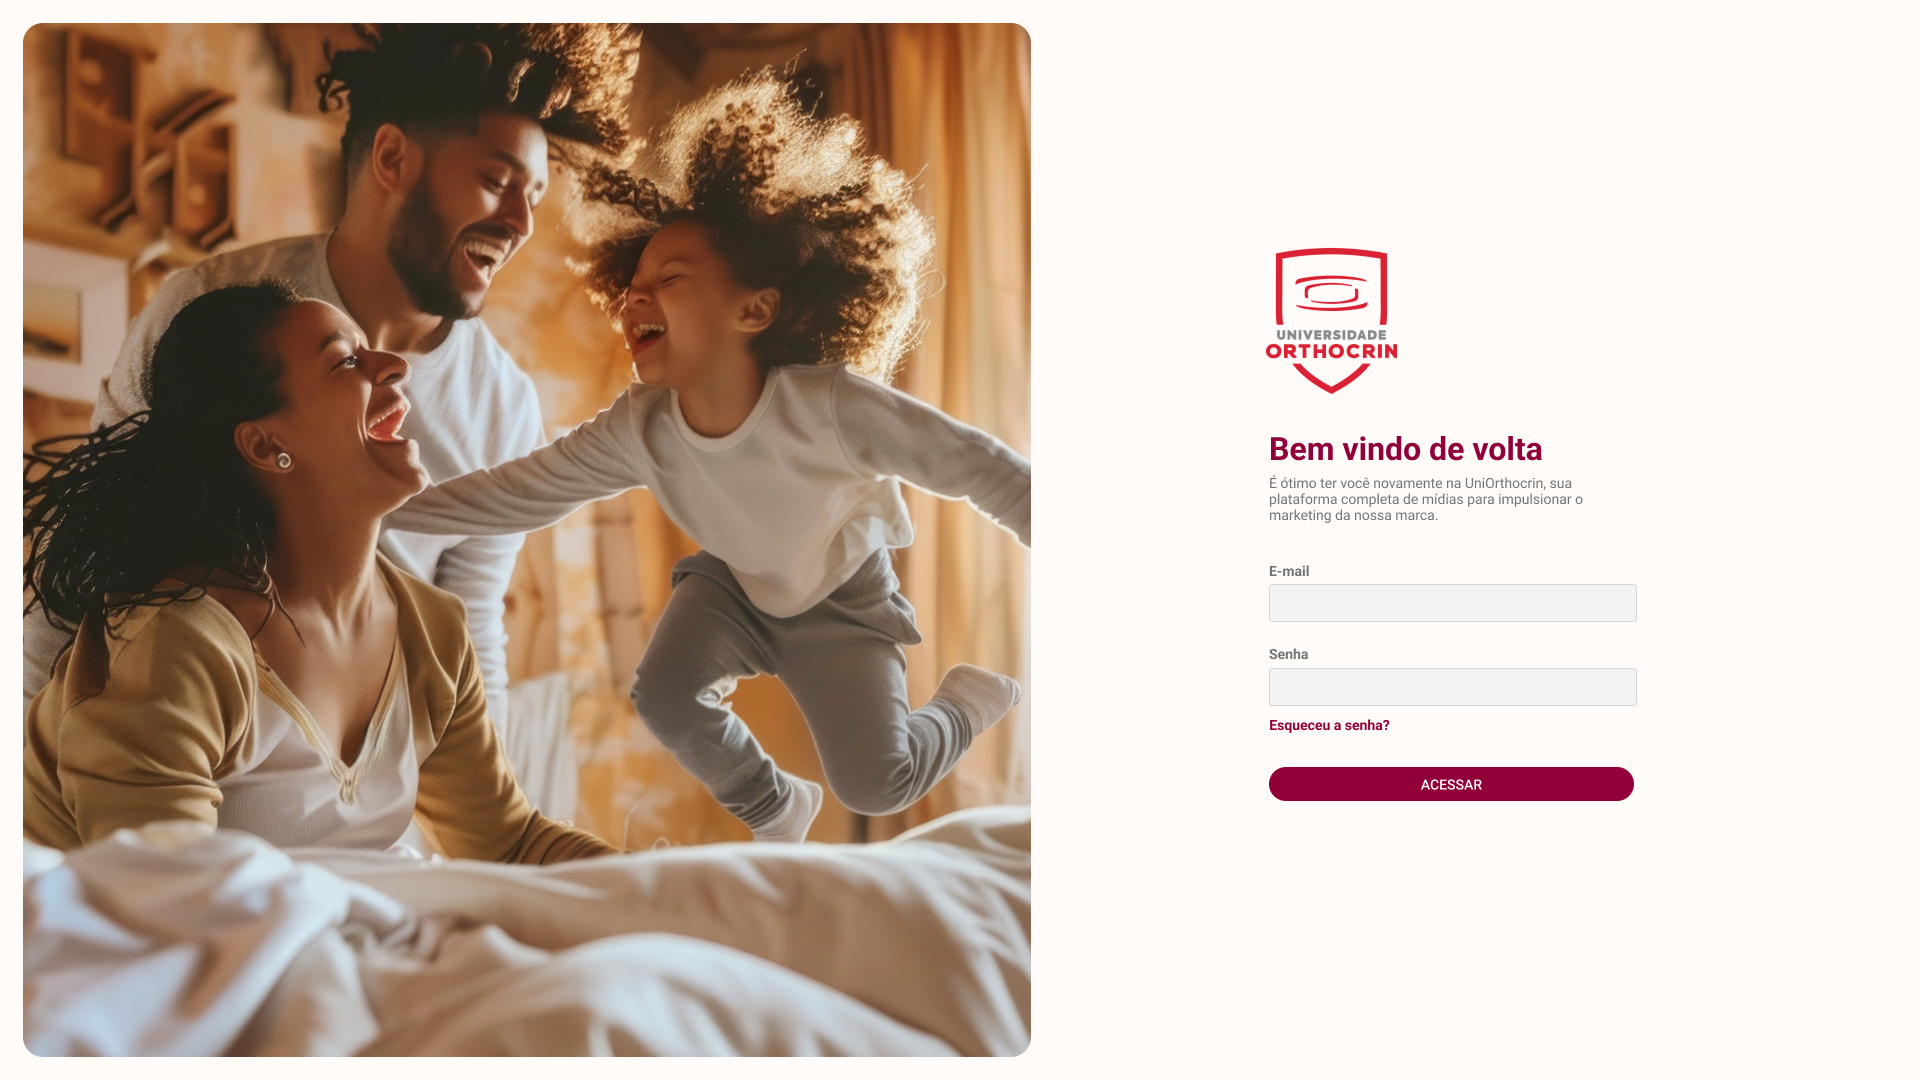 UNIVERSIDADE
ORTHOCRIN
Bem vindo de volta
É ótimo ter você novamente na UniOrthocrin, sua
plataforma completa de mídias para impulsionar o
marketing da nossa marca.
E-mail
Senha
Esqueceu a senha?
ACESSAR